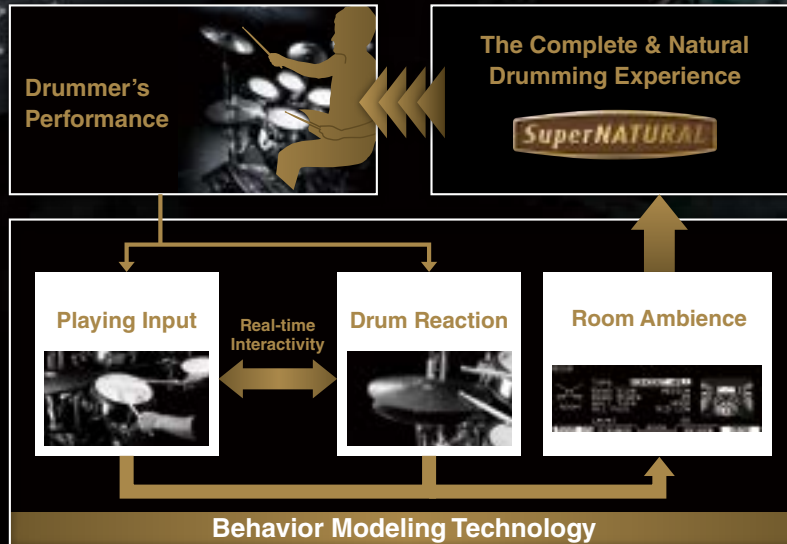 Drummer's
Performance
The Complete & Natural
Drumming Experience
SuperNATURAL
Playing Input
Real-time
Interactivity
Drum Reaction
Room Ambience
Behavior Modeling Technology